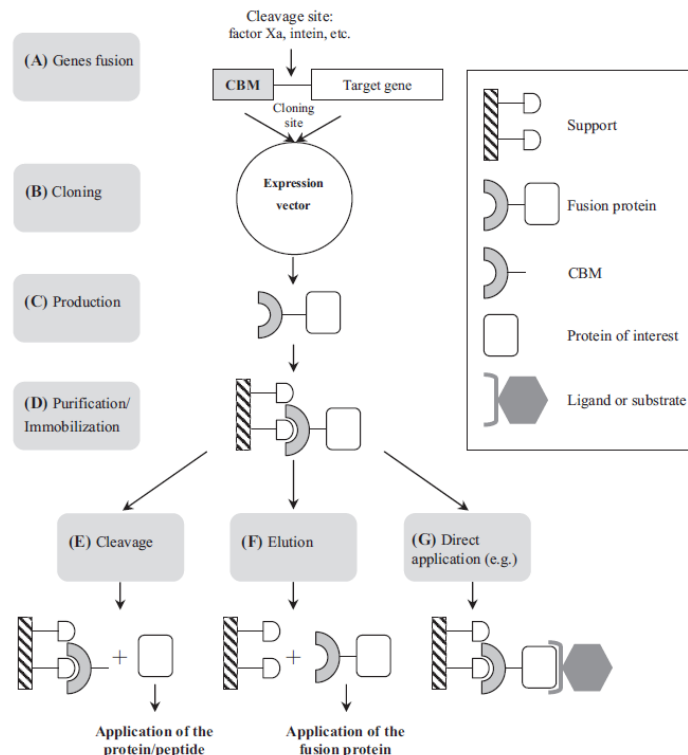 Cleavage site:
factor Xa, intein, etc.
(A) Genes fusion
CBM
Target gene
Cloning
site
(B) Cloning
Expression
vector
(C) Production
(D) Purification/
Immobilization
(E) Cleavage
(F) Elution
(G) Direct
application (e.g.)
Application of the
protein/peptide
Application of the
fusion protein
Support
Fusion protein
CBM
Protein of interest
Ligand or substrate